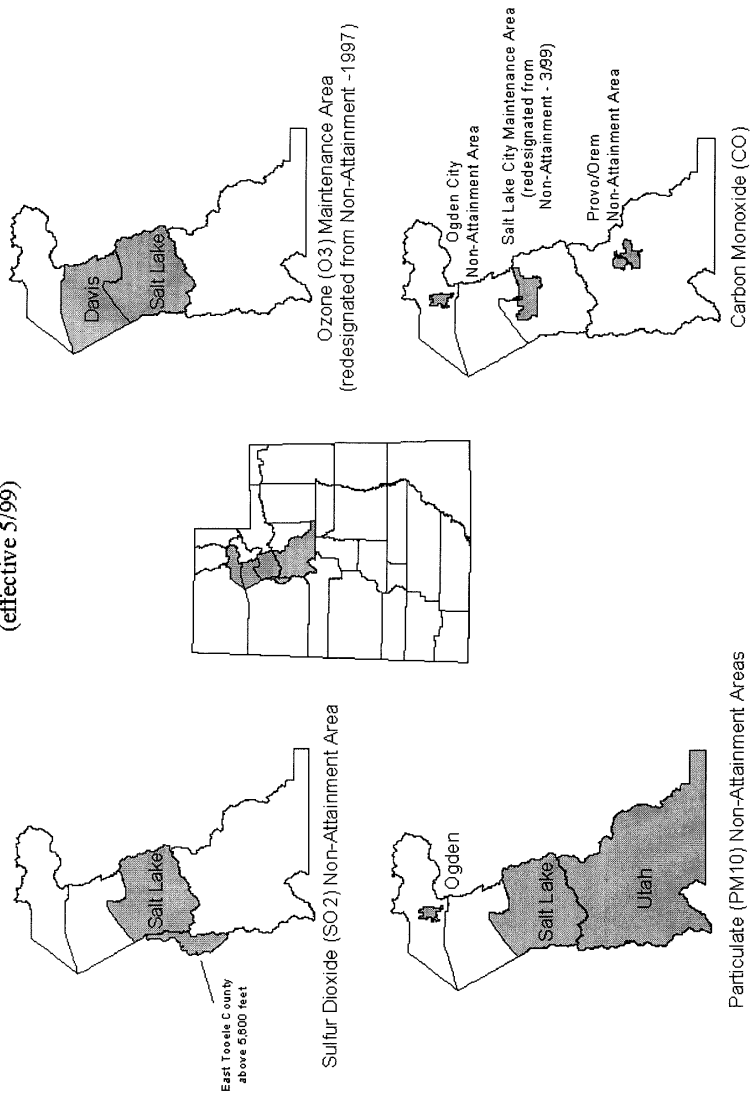 (effective 5/99)
East Tooele County
above 5,600 feet
Salt Lake
Sulfur Dioxide (SO2) Non-Attainment Area
Davis
Salt Lake
Ozone (O3) Maintenance Area
(redesignated from Non-Attainment -1997)
Ogden
Salt Lake
Utah
Particulate (PM10) Non-Attainment Areas
Ogden City
Non-Attainment Area
Salt Lake City Maintenance Area
(redesignated from
Non-Attainment - 3/99)
Provo/Orem
Non-Attainment Area
Carbon Monoxide (CO)